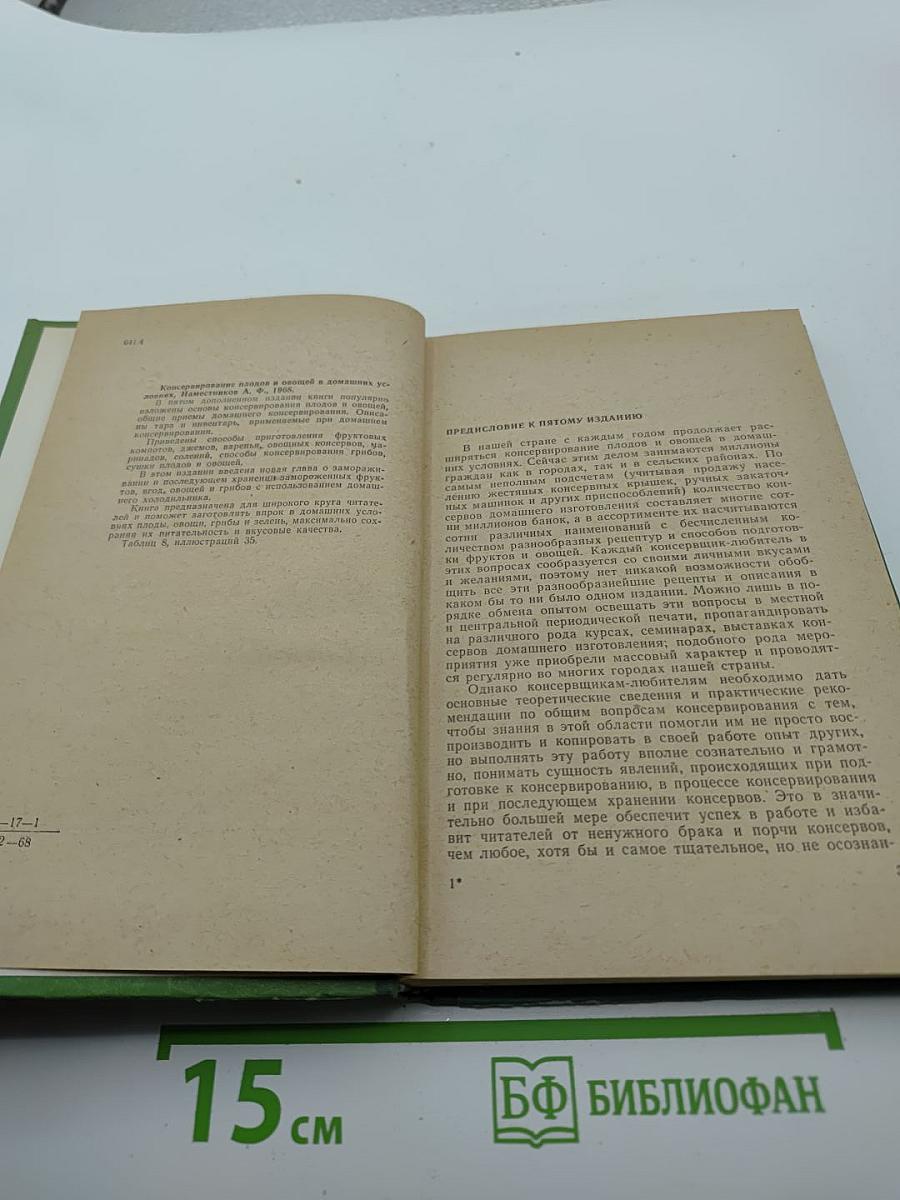 641.4
Консервирование плодов и овощей в домашних ус-
ловиях, Наместников А. Ф., 1968.
В пятом дополненном издании книги популярно
изложены основы консервирования плодов и овощей,
общие приемы домашнего консервирования. Описа-
ны тара и инвентарь, применяемые при домашнем
консервировании.
Приведены способы приготовления фруктовых
компотов, джемов, варенья, овощных консервов, ма-
ринадов, солений, способы консервирования грибов,
сушки плодов и овощей.
В этом издании введена новая глава о заморажи-
вании и последующем хранении замороженных фрук-
тов, ягод, овощей и грибов с использованием домаш-
него холодильника.
Книга предназначена для широкого круга читате-
лей и поможет заготовлять впрок в домашних усло-
виях плоды, овощи, грибы и зелень, максимально сох-
раняя их питательность и вкусовые качества.
Таблиц 8, иллюстраций 35.
—17—1
2—68
ПРЕДИСЛОВИЕ К ПЯТОМУ ИЗДАНИЮ
В нашей стране с каждым годом продолжает рас-
ширяться консервирование плодов и овощей в домаш-
них условиях. Сейчас этим делом занимаются миллионы
граждан как в городах, так и в сельских районах. По
самым неполным подсчетам (учитывая продажу насе-
лению жестяных консервных крышек, ручных закаточ-
ных машинок и других приспособлений) количество кон-
сервов домашнего изготовления составляет многие сот-
ни миллионов банок, а в ассортименте их насчитываются
сотни различных наименований с бесчисленным ко-
личеством разнообразных рецептур и способов подготов-
ки фруктов и овощей. Каждый консервщик-любитель в
этих вопросах сообразуется со своими личными вкусами
и желаниями, поэтому нет никакой возможности обоб-
щить все эти разнообразнейшие рецепты и описания в
каком бы то ни было одном издании. Можно лишь в по-
рядке обмена опытом освещать эти вопросы в местной
и центральной периодической печати, пропагандировать
на различного рода курсах, семинарах, выставках кон-
сервов домашнего изготовления; подобного рода меро-
приятия уже приобрели массовый характер и проводят-
ся регулярно во многих городах нашей страны.
Однако консервщикам-любителям необходимо дать
основные теоретические сведения и практические реко-
мендации по общим вопросам консервирования с тем,
чтобы знания в этой области помогли им не просто вос-
производить и копировать в своей работе опыт других,
но выполнять эту работу вполне сознательно и грамот-
но, понимать сущность явлений, происходящих при под-
готовке к консервированию, в процессе консервирования
и при последующем хранении консервов. Это в значи-
тельно большей мере обеспечит успех в работе и изба-
вит читателей от ненужного брака и порчи консервов,
чем любое, хотя бы и самое тщательное, но не осознан-
1*
15 см
БФ БИБЛИОФАН